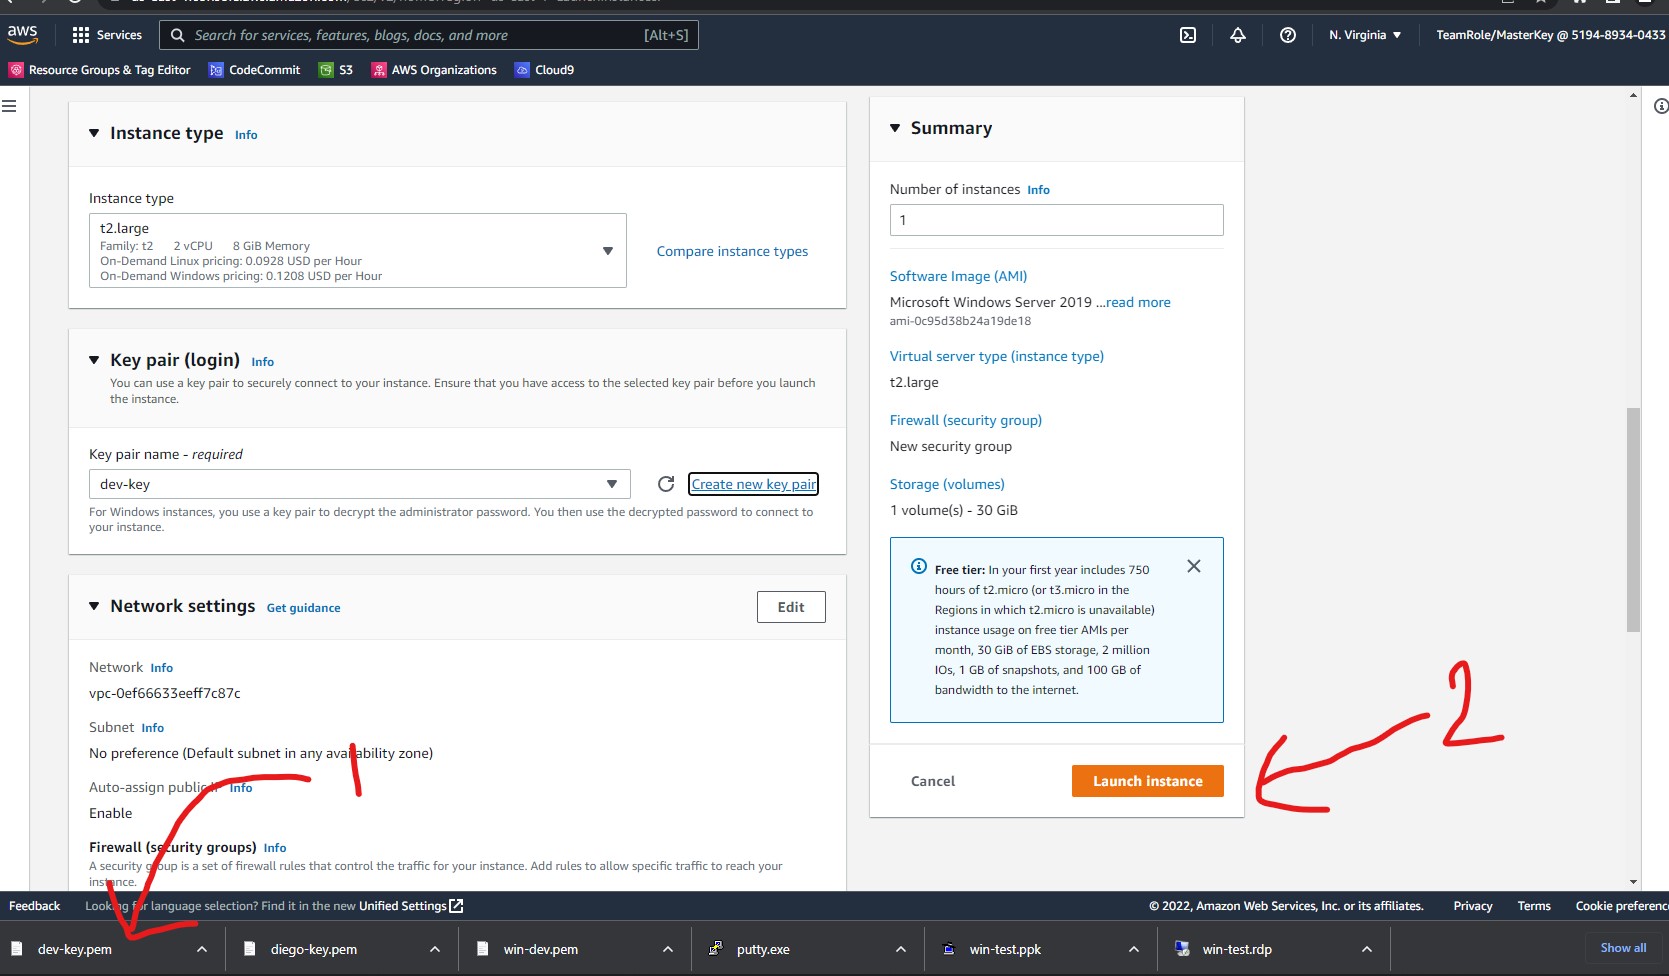 aws
Services
Search for services, features, blogs, docs, and more
[Alt+S]
N. Virginia
TeamRole/MasterKey @ 5194-8934-0433
Resource Groups & Tag Editor
CodeCommit
S3
AWS Organizations
Cloud9
Instance type Info
Instance type
t2.large
Family: t2 2 vCPU 8 GiB Memory
On-Demand Linux pricing: 0.0928 USD per Hour
On-Demand Windows pricing: 0.1208 USD per Hour
Compare instance types
Key pair (login) Info
You can use a key pair to securely connect to your instance. Ensure that you have access to the selected key pair before you launch
the instance.
Key pair name - required
dev-key
Create new key pair
For Windows instances, you use a key pair to decrypt the administrator password. You then use the decrypted password to connect to
your instance.
Network settings Get guidance
Edit
Network Info
vpc-0ef66633eeff7c87c
Subnet Info
No preference (Default subnet in any availability zone)
Auto-assign public IP Info
Enable
Firewall (security groups) Info
A security group is a set of firewall rules that control the traffic for your instance. Add rules to allow specific traffic to reach your
instance.
1
Summary
Number of instances Info
1
Software Image (AMI)
Microsoft Windows Server 2019 ...read more
ami-0c95d38b24a19de18
Virtual server type (instance type)
t2.large
Firewall (security group)
New security group
Storage (volumes)
1 volume(s) - 30 GiB
Free tier: In your first year includes 750
hours of t2.micro (or t3.micro in the
Regions in which t2.micro is unavailable)
instance usage on free tier AMIs per
month, 30 GiB of EBS storage, 2 million
IOs, 1 GB of snapshots, and 100 GB of
bandwidth to the internet.
Cancel
Launch instance
2
Feedback
Looking for language selection? Find it in the new Unified Settings
© 2022, Amazon Web Services, Inc. or its affiliates.
Privacy
Terms
Cookie preference
dev-key.pem
diego-key.pem
win-dev.pem
putty.exe
win-test.ppk
win-test.rdp
Show all